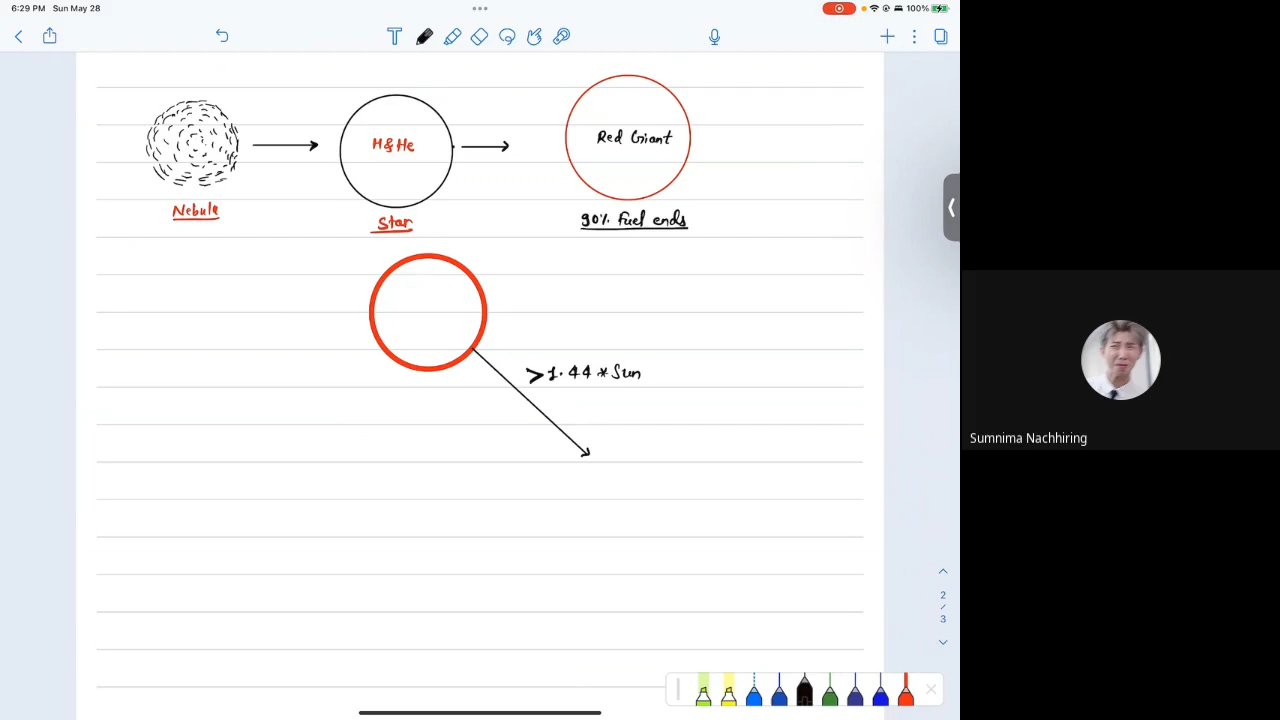 6:29 PM Sun May 28
100%
T
H&He
Red Giant
Nebula
Star
90% fuel ends
>1.44 * Sun
Sumnima Nachhiring
2
/
3